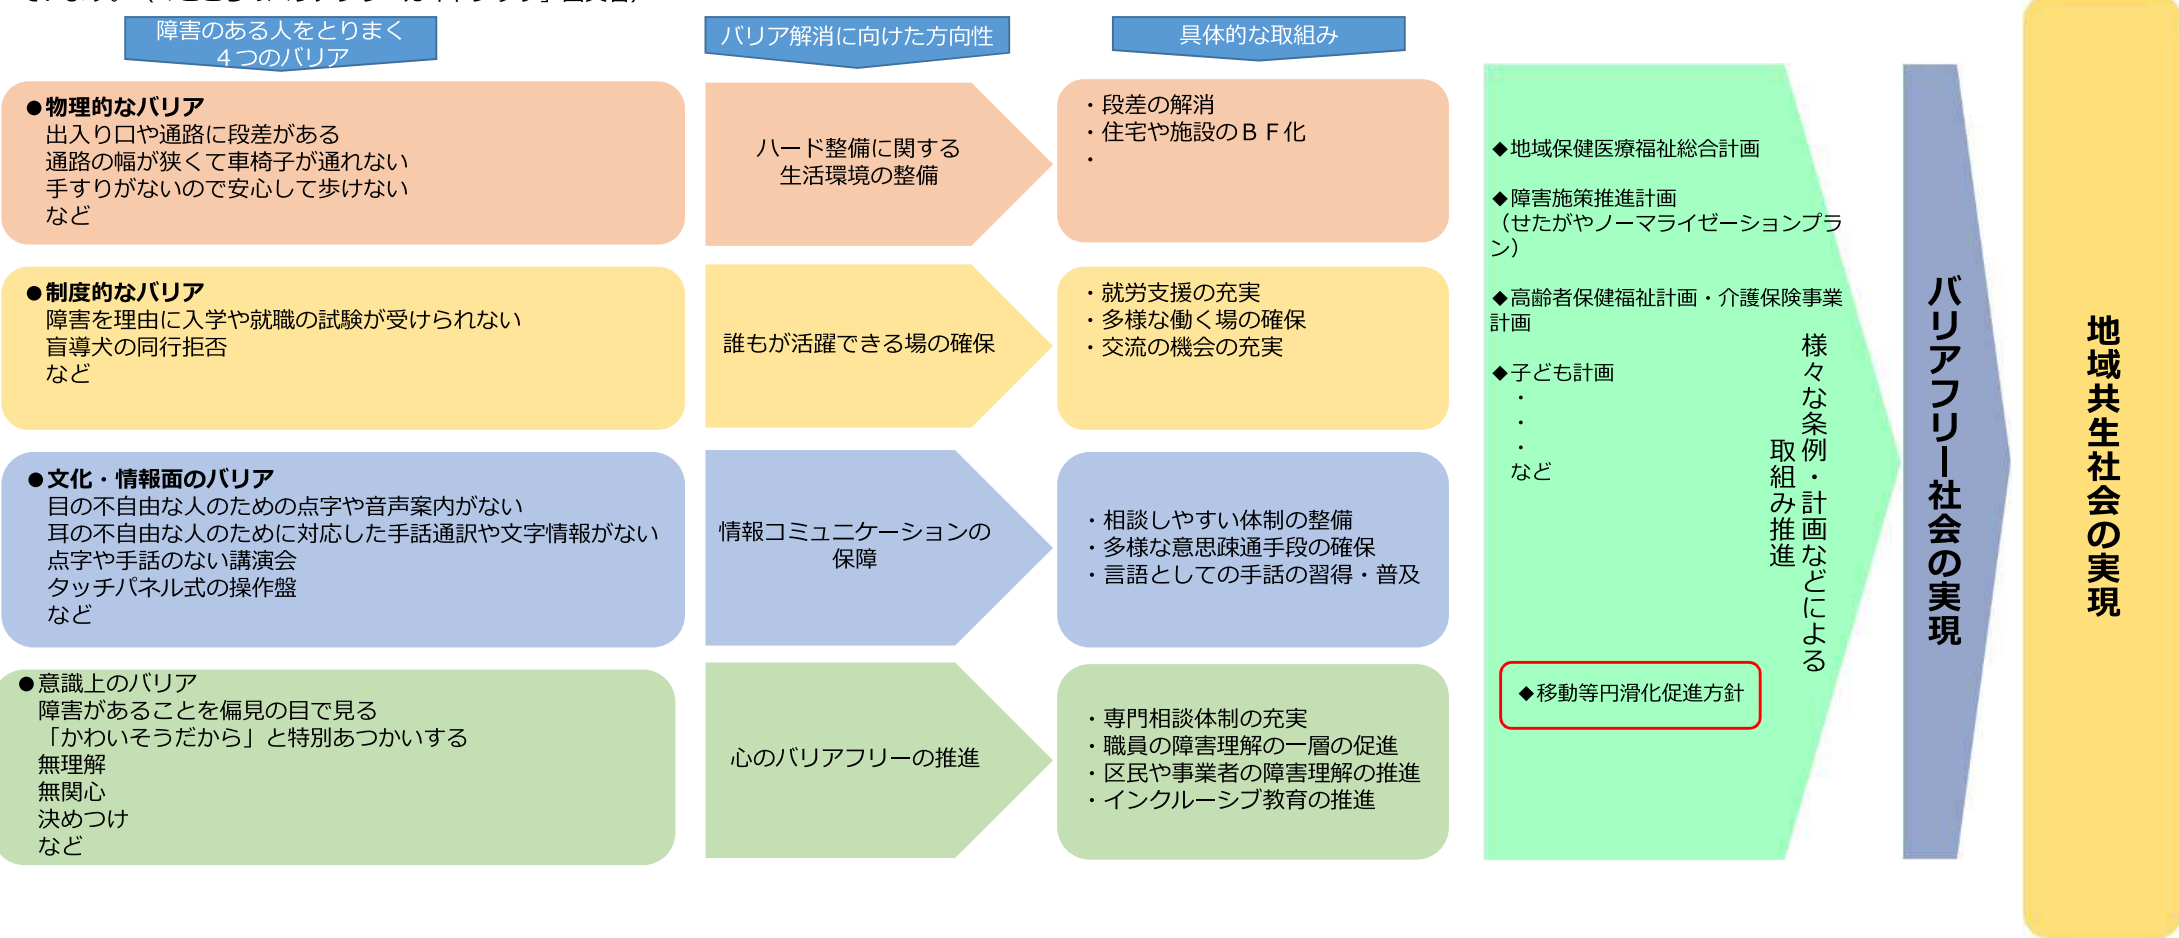 障害のある人をとりまく
４つのバリア
バリア解消に向けた方向性
具体的な取組み
●物理的なバリア
出入り口や通路に段差がある
通路の幅が狭くて車椅子が通れない
手すりがないので安心して歩けない
など
ハード整備に関する
生活環境の整備
・段差の解消
・住宅や施設のＢＦ化
・
●制度的なバリア
障害を理由に入学や就職の試験が受けられない
盲導犬の同行拒否
など
誰もが活躍できる場の確保
・就労支援の充実
・多様な働く場の確保
・交流の機会の充実
●文化・情報面のバリア
目の不自由な人のための点字や音声案内がない
耳の不自由な人のために対応した手話通訳や文字情報がない
点字や手話のない講演会
タッチパネル式の操作盤
など
情報コミュニケーションの
保障
・相談しやすい体制の整備
・多様な意思疎通手段の確保
・言語としての手話の習得・普及
●意識上のバリア
障害があることを偏見の目で見る
「かわいそうだから」と特別あつかいする
無理解
無関心
決めつけ
など
心のバリアフリーの推進
・専門相談体制の充実
・職員の障害理解の一層の促進
・区民や事業者の障害理解の推進
・インクルーシブ教育の推進
◆地域保健医療福祉総合計画
◆障害施策推進計画
（せたがやノーマライゼーションプラ
ン）
◆高齢者保健福祉計画・介護保険事業
計画
◆子ども計画
・
・
・
など
◆移動等円滑化促進方針
様々な条例・計画などによる
取組み推進
バリアフリー社会の実現
地域共生社会の実現